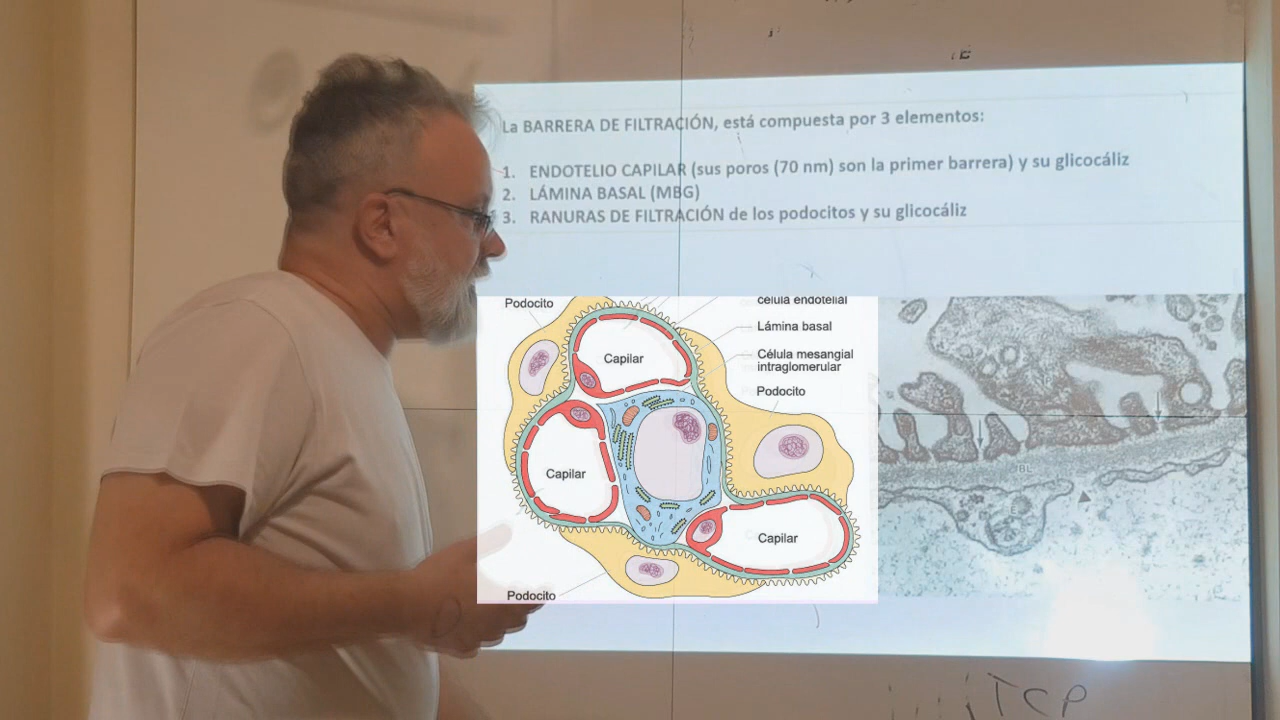 La BARRERA DE FILTRACIÓN, está compuesta por 3 elementos:
1. ENDOTELIO CAPILAR (sus poros (70 nm) son la primer barrera) y su glicocáliz
2. LÁMINA BASAL (MBG)
3. RANURAS DE FILTRACIÓN de los podocitos y su glicocáliz
Podocito
célula endotelial
Lámina basal
Célula mesangial
intraglomerular
Podocito
Capilar
Capilar
Capilar
Podocito
BL
E
TCP